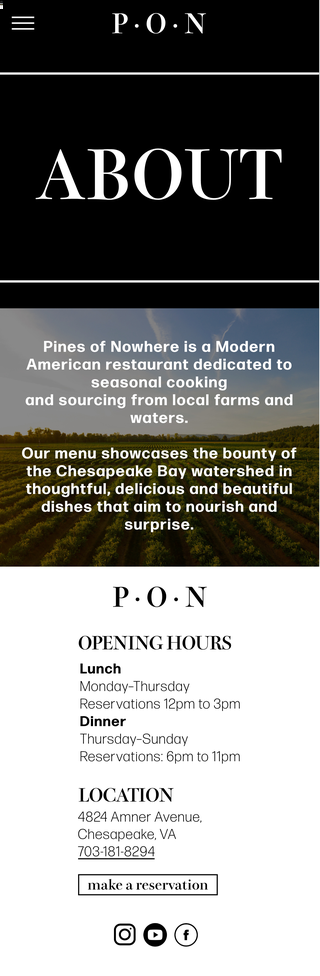 P·O·N
ABOUT
Pines of Nowhere is a Modern
American restaurant dedicated to
seasonal cooking
and sourcing from local farms and
waters.
Our menu showcases the bounty of
the Chesapeake Bay watershed in
thoughtful, delicious and beautiful
dishes that aim to nourish and
surprise.
P·O·N
OPENING HOURS
Lunch
Monday–Thursday
Reservations 12pm to 3pm
Dinner
Thursday–Sunday
Reservations: 6pm to 11pm
LOCATION
4824 Amner Avenue,
Chesapeake, VA
703-181-8294
make a reservation